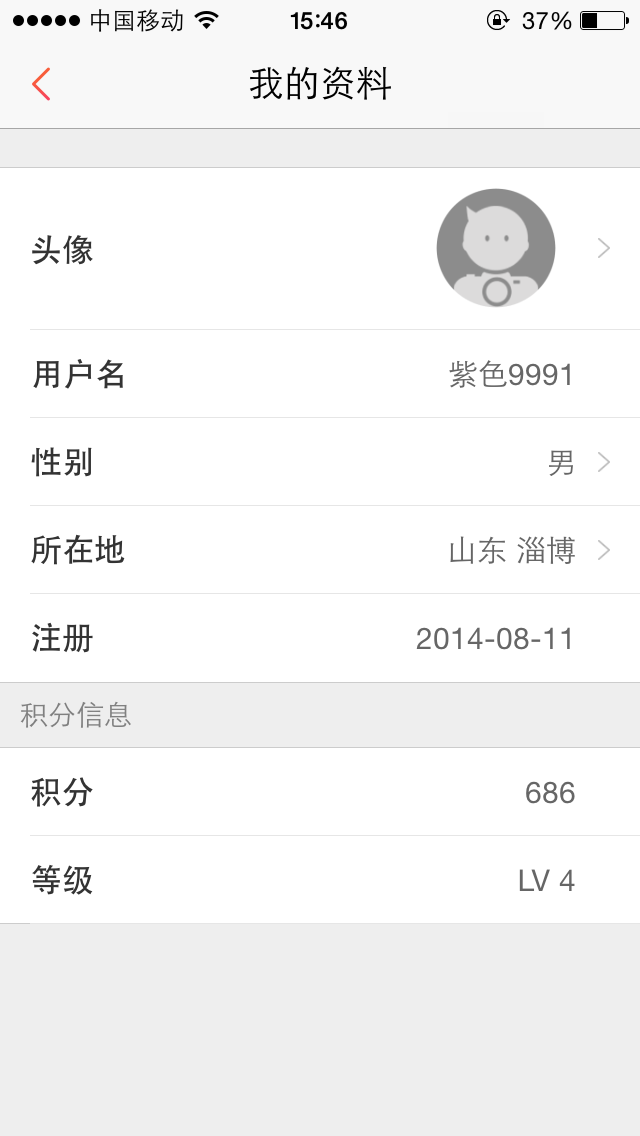 中国移动 15:46 37%
我的资料
头像
用户名 紫色9991
性别 男
所在地 山东 淄博
注册 2014-08-11
积分信息
积分 686
等级 LV 4